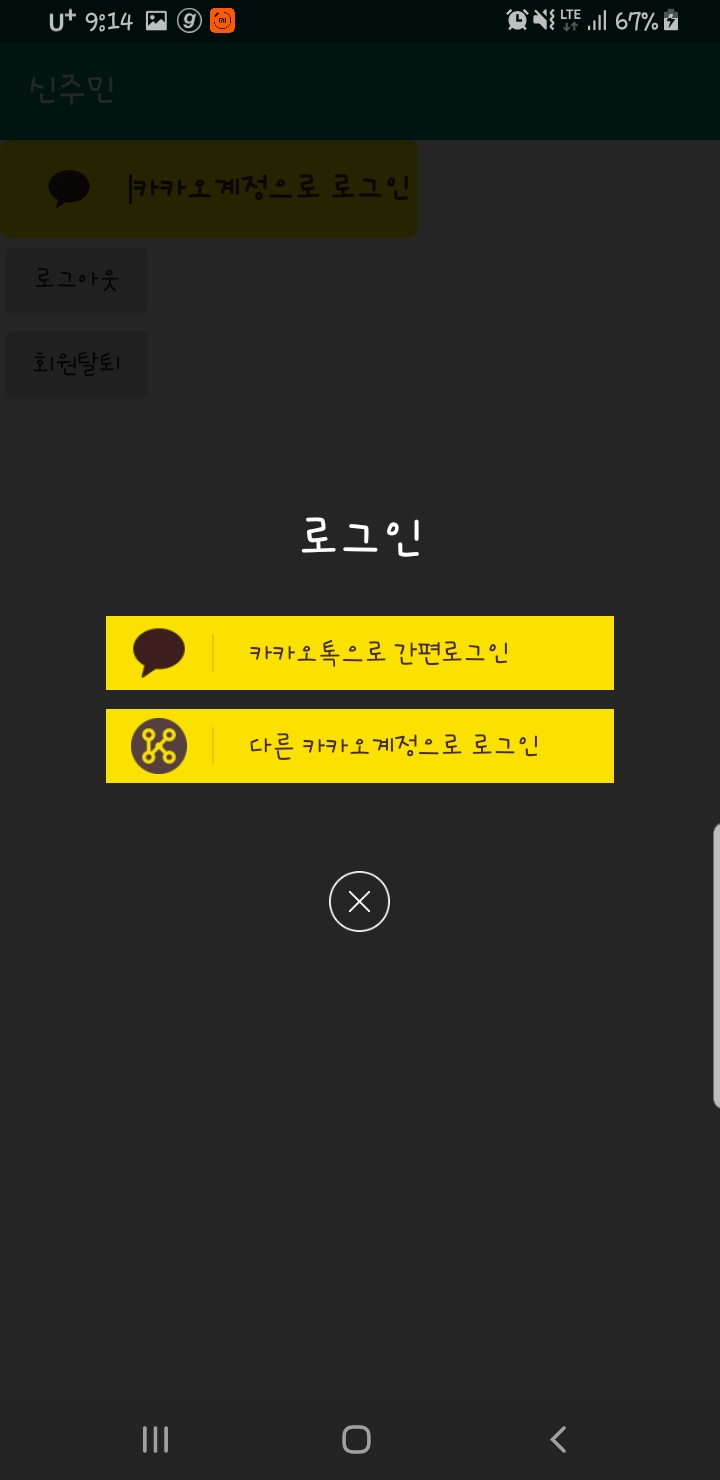 U+ 9:14 LTE 67%
신주민
카카오계정으로 로그인
로그아웃
회원탈퇴
로그인
카카오톡으로 간편로그인
다른 카카오계정으로 로그인